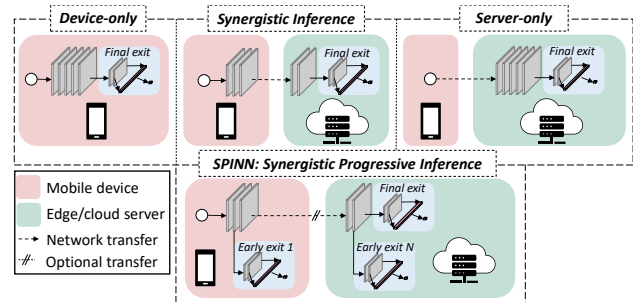 Device-only
Synergistic Inference
Server-only
Final exit
Final exit
Final exit
SPINN: Synergistic Progressive Inference
Mobile device
Edge/cloud server
Network transfer
Optional transfer
Final exit
Early exit 1
Early exit N